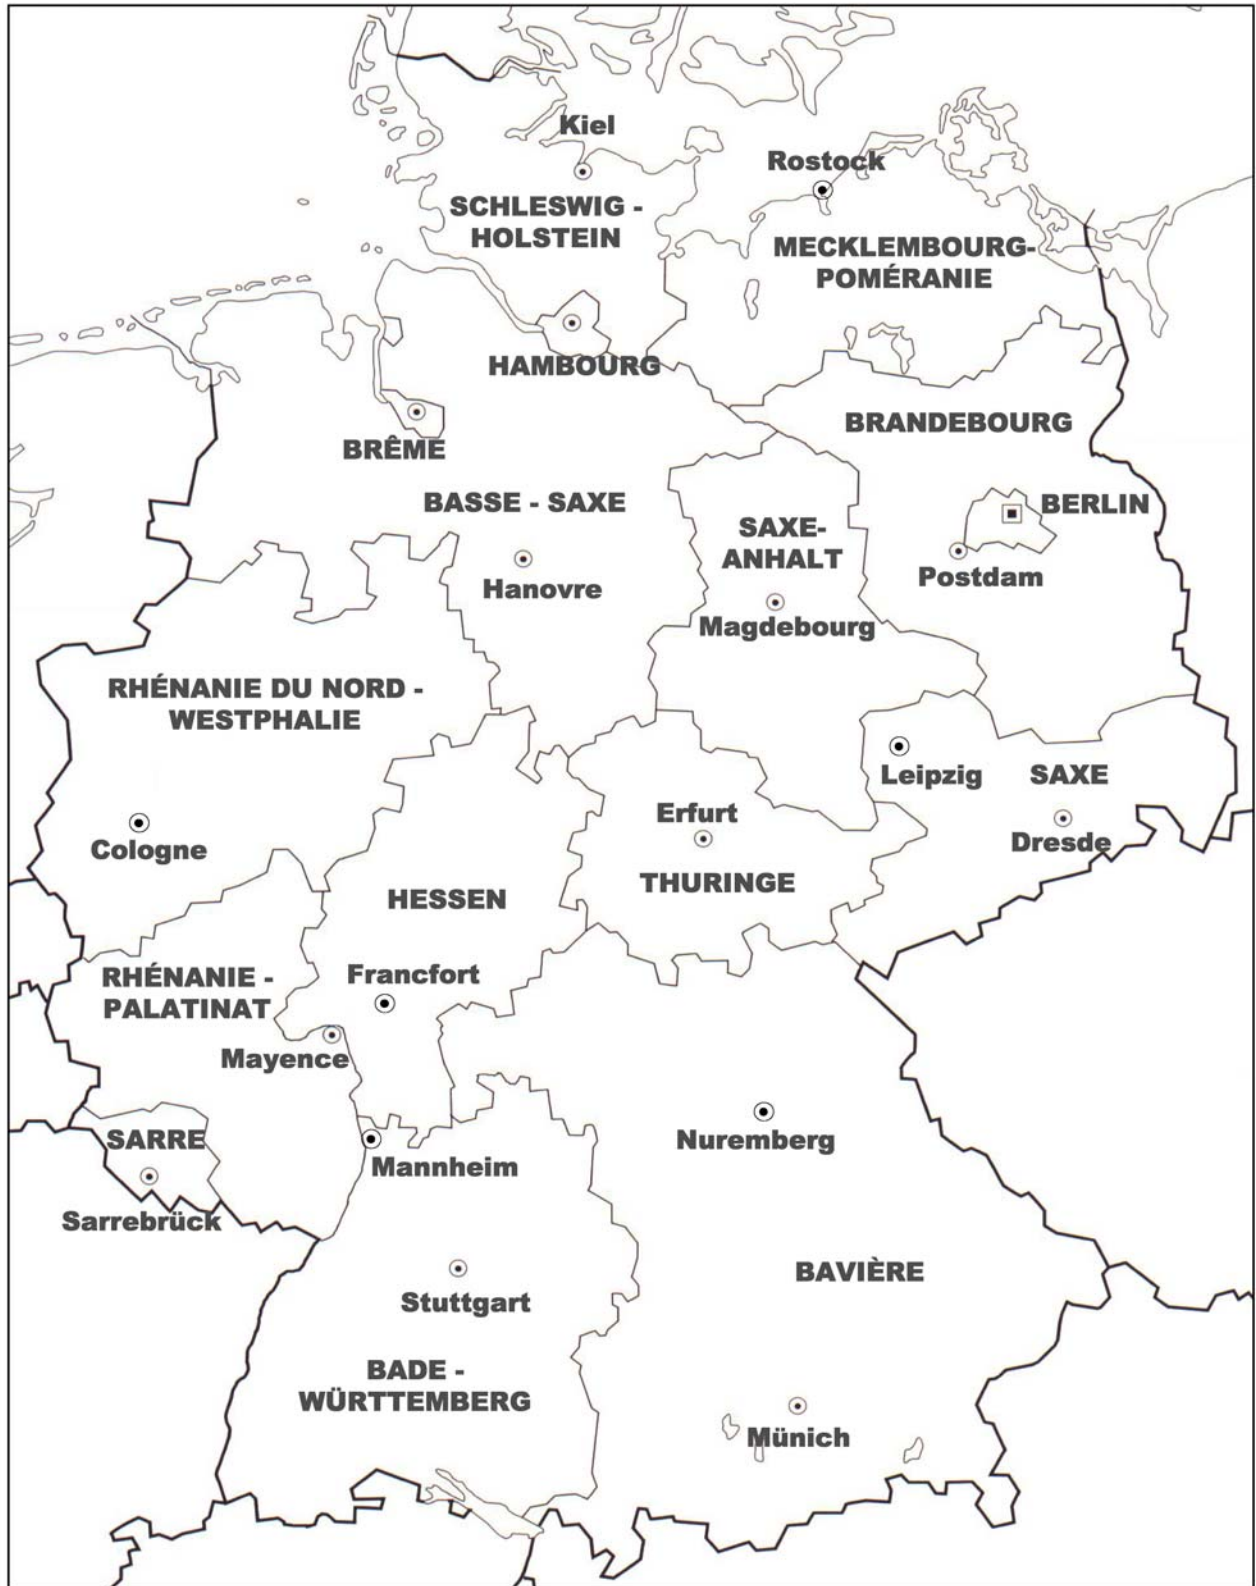 Kiel
Rostock
SCHLESWIG -
HOLSTEIN
MECKLEMBOURG-
POMÉRANIE
HAMBOURG
BRÊME
BRANDEBOURG
BASSE - SAXE
BERLIN
SAXE-
ANHALT
Hanovre
Postdam
Magdebourg
RHÉNANIE DU NORD -
WESTPHALIE
Leipzig
SAXE
Erfurt
Cologne
Dresde
THURINGE
HESSEN
RHÉNANIE -
PALATINAT
Francfort
Mayence
SARRE
Nuremberg
Mannheim
Sarrebrück
BAVIÈRE
Stuttgart
BADE -
WÜRTTEMBERG
Münich